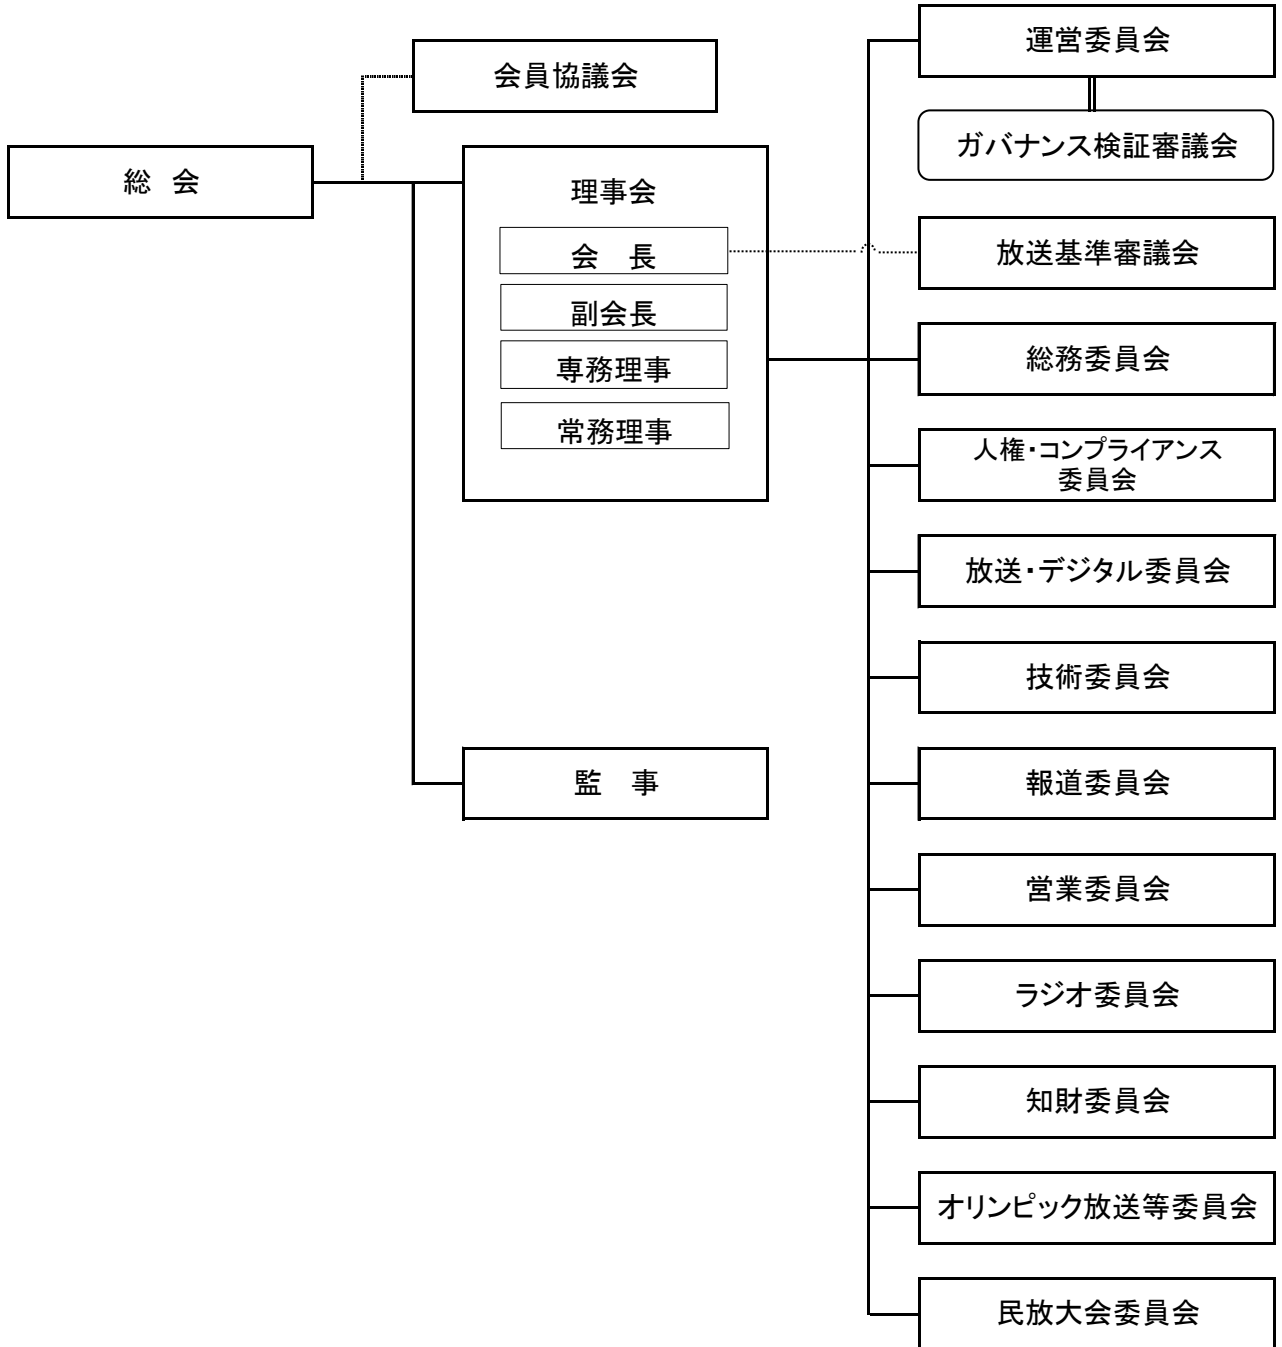 総 会
会員協議会
理事会
会 長
副会長
専務理事
常務理事
監 事
運営委員会
ガバナンス検証審議会
放送基準審議会
総務委員会
人権・コンプライアンス
委員会
放送・デジタル委員会
技術委員会
報道委員会
営業委員会
ラジオ委員会
知財委員会
オリンピック放送等委員会
民放大会委員会